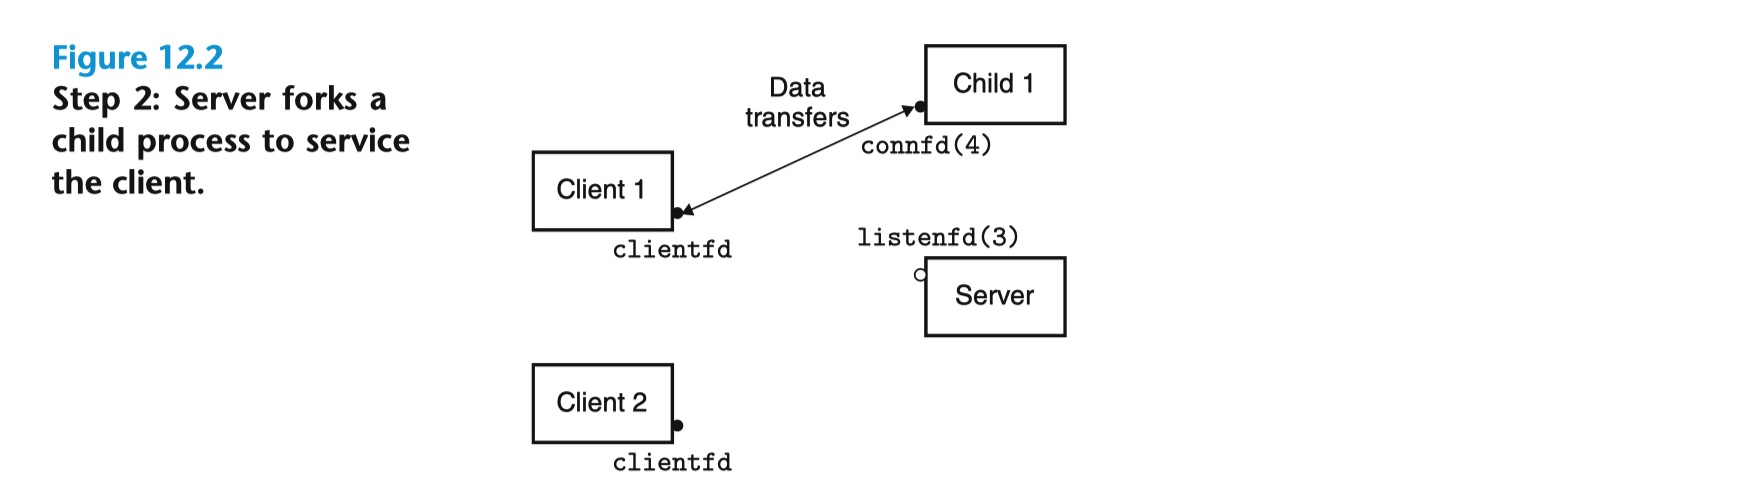 Figure 12.2
Step 2: Server forks a
child process to service
the client.
Data
transfers
Child 1
connfd(4)
Client 1
clientfd
listenfd(3)
Server
Client 2
clientfd